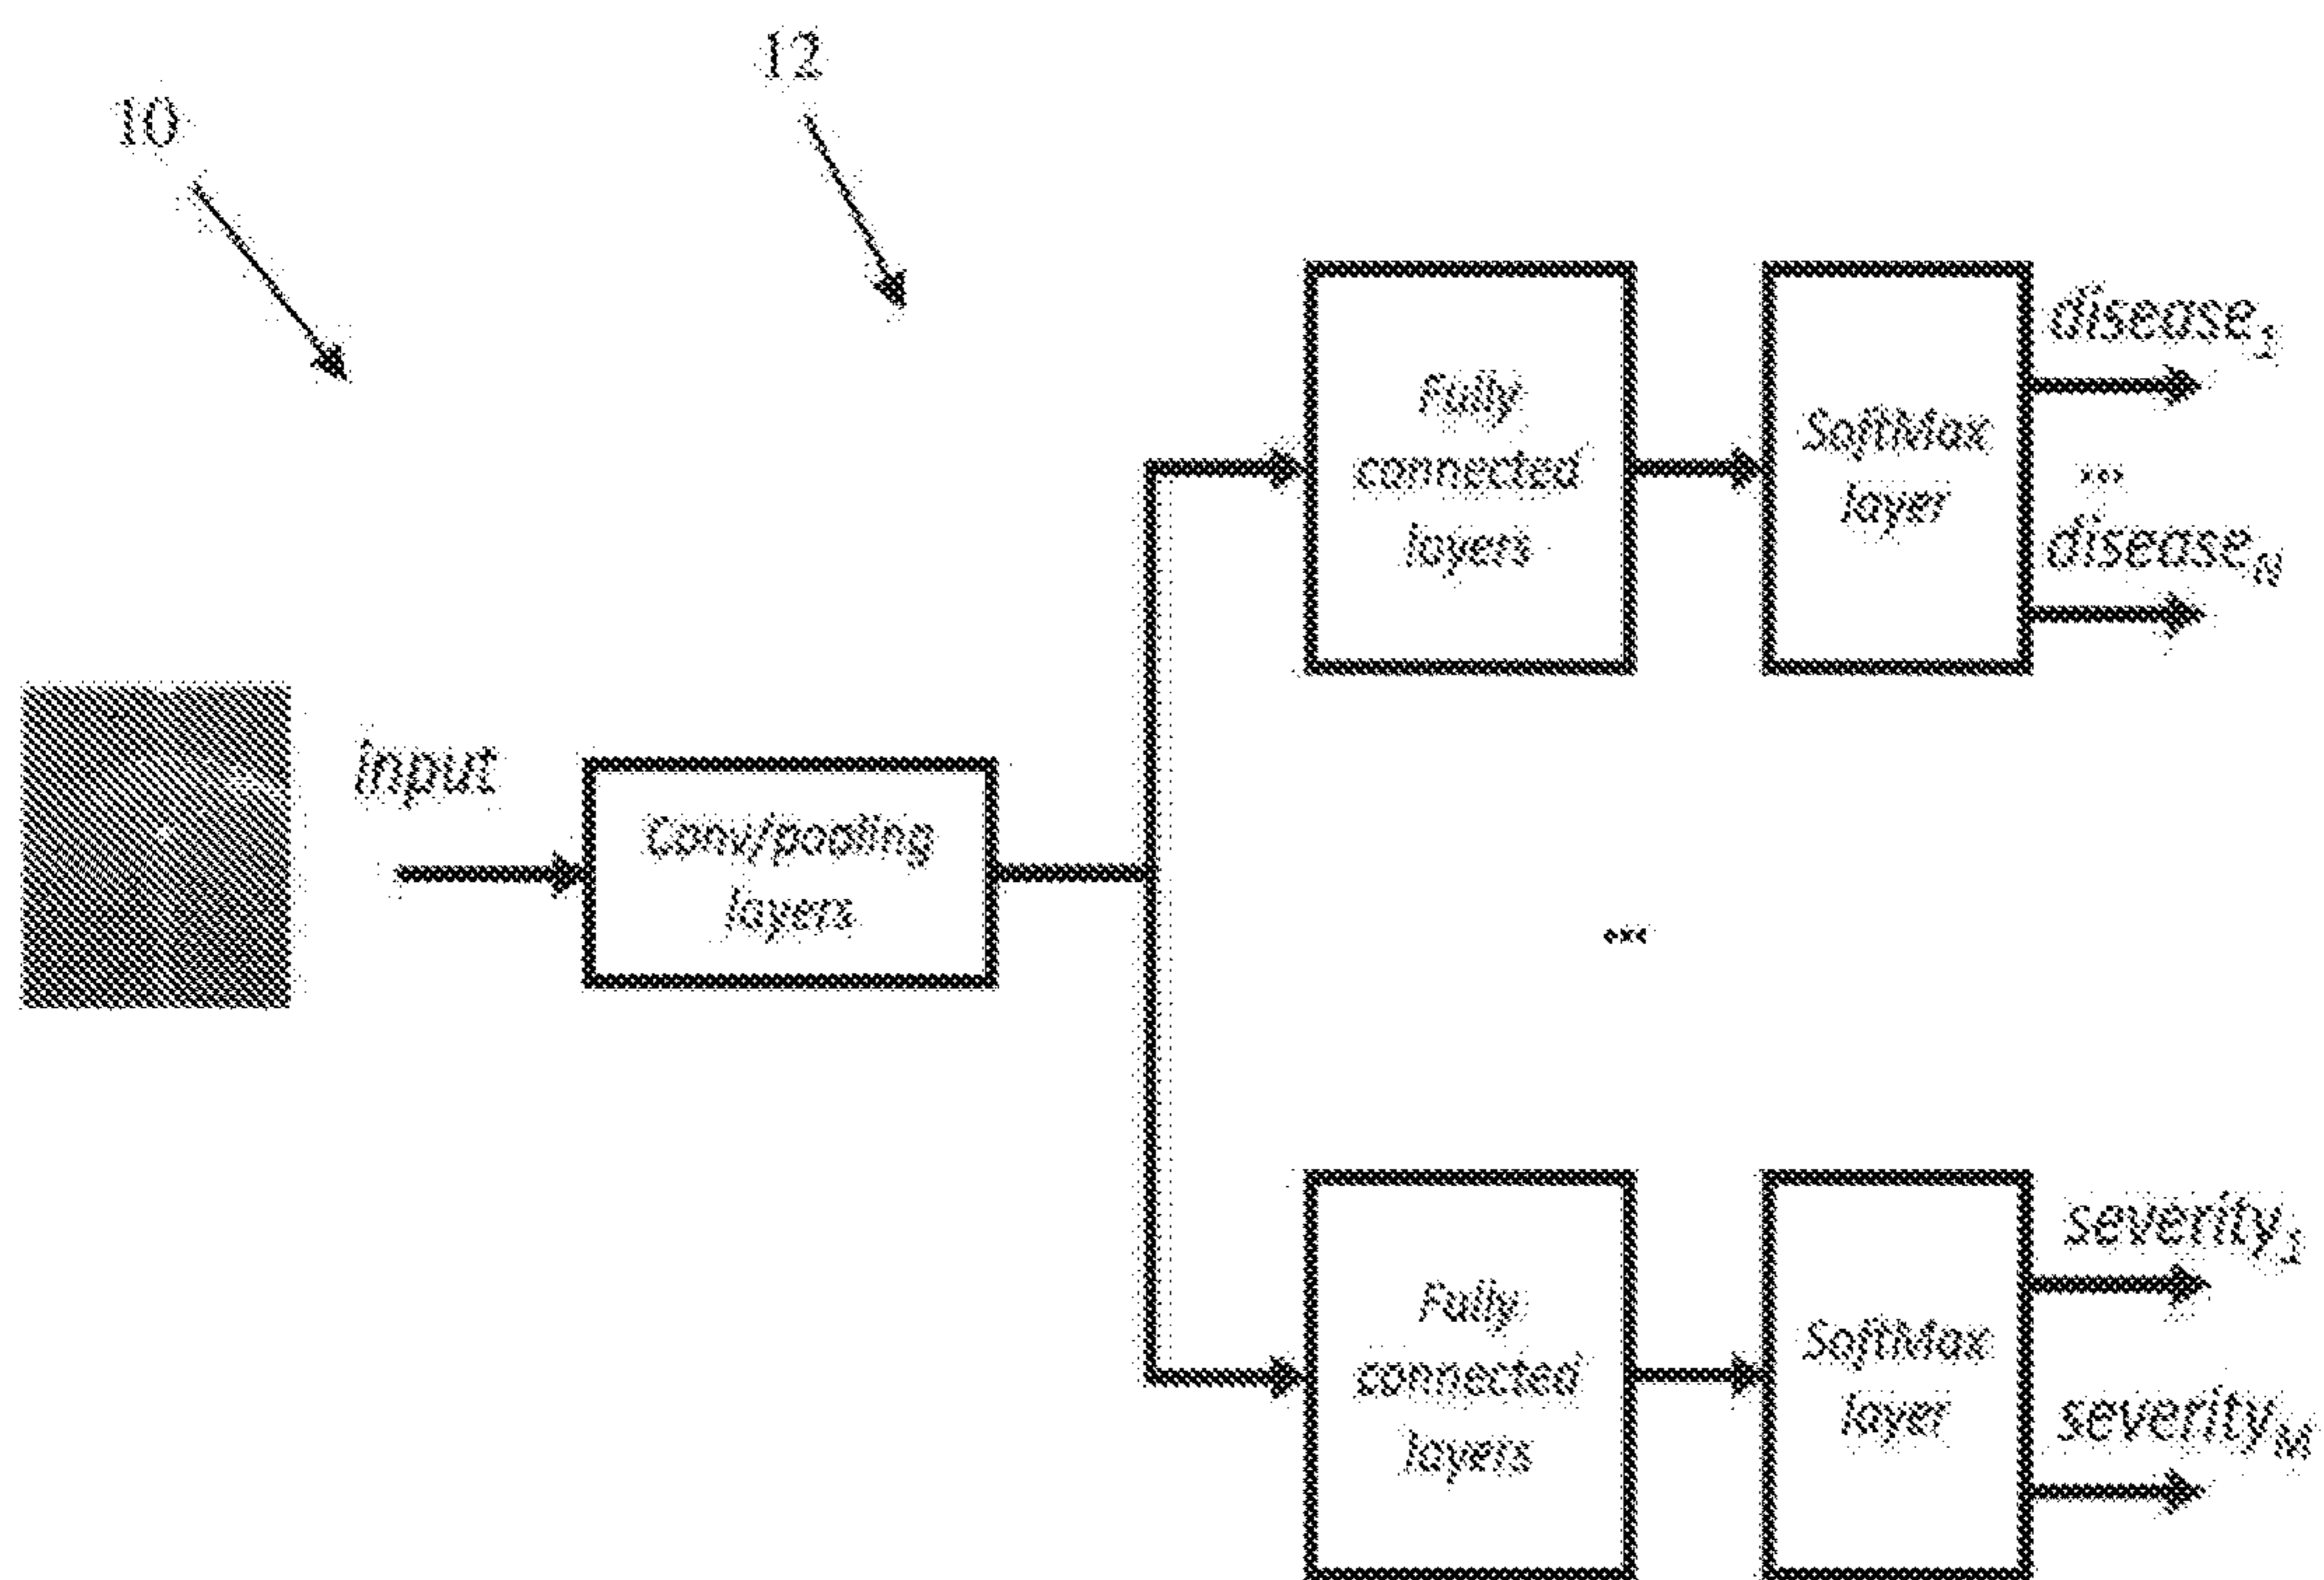 10
12
input
Conv/pooling
layers
Fully
connected
layers
SoftMax
layer
disease1
...
diseaseN
...
Fully
connected
layers
SoftMax
layer
severity1
severityM